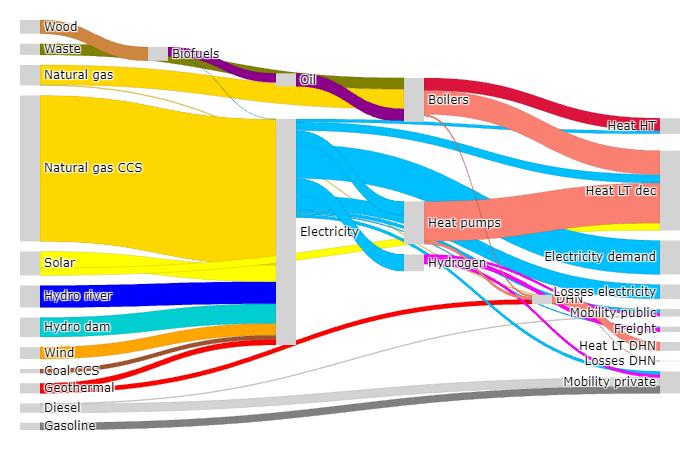 Wood
Waste
Natural gas
Natural gas CCS
Solar
Hydro river
Hydro dam
Wind
Coal CCS
Geothermal
Diesel
Gasoline
Biofuels
Oil
Electricity
Boilers
Heat pumps
Hydrogen
DHN
Heat HT
Heat LT dec
Electricity demand
Losses electricity
Mobility public
Freight
Heat LT DHN
Losses DHN
Mobility private